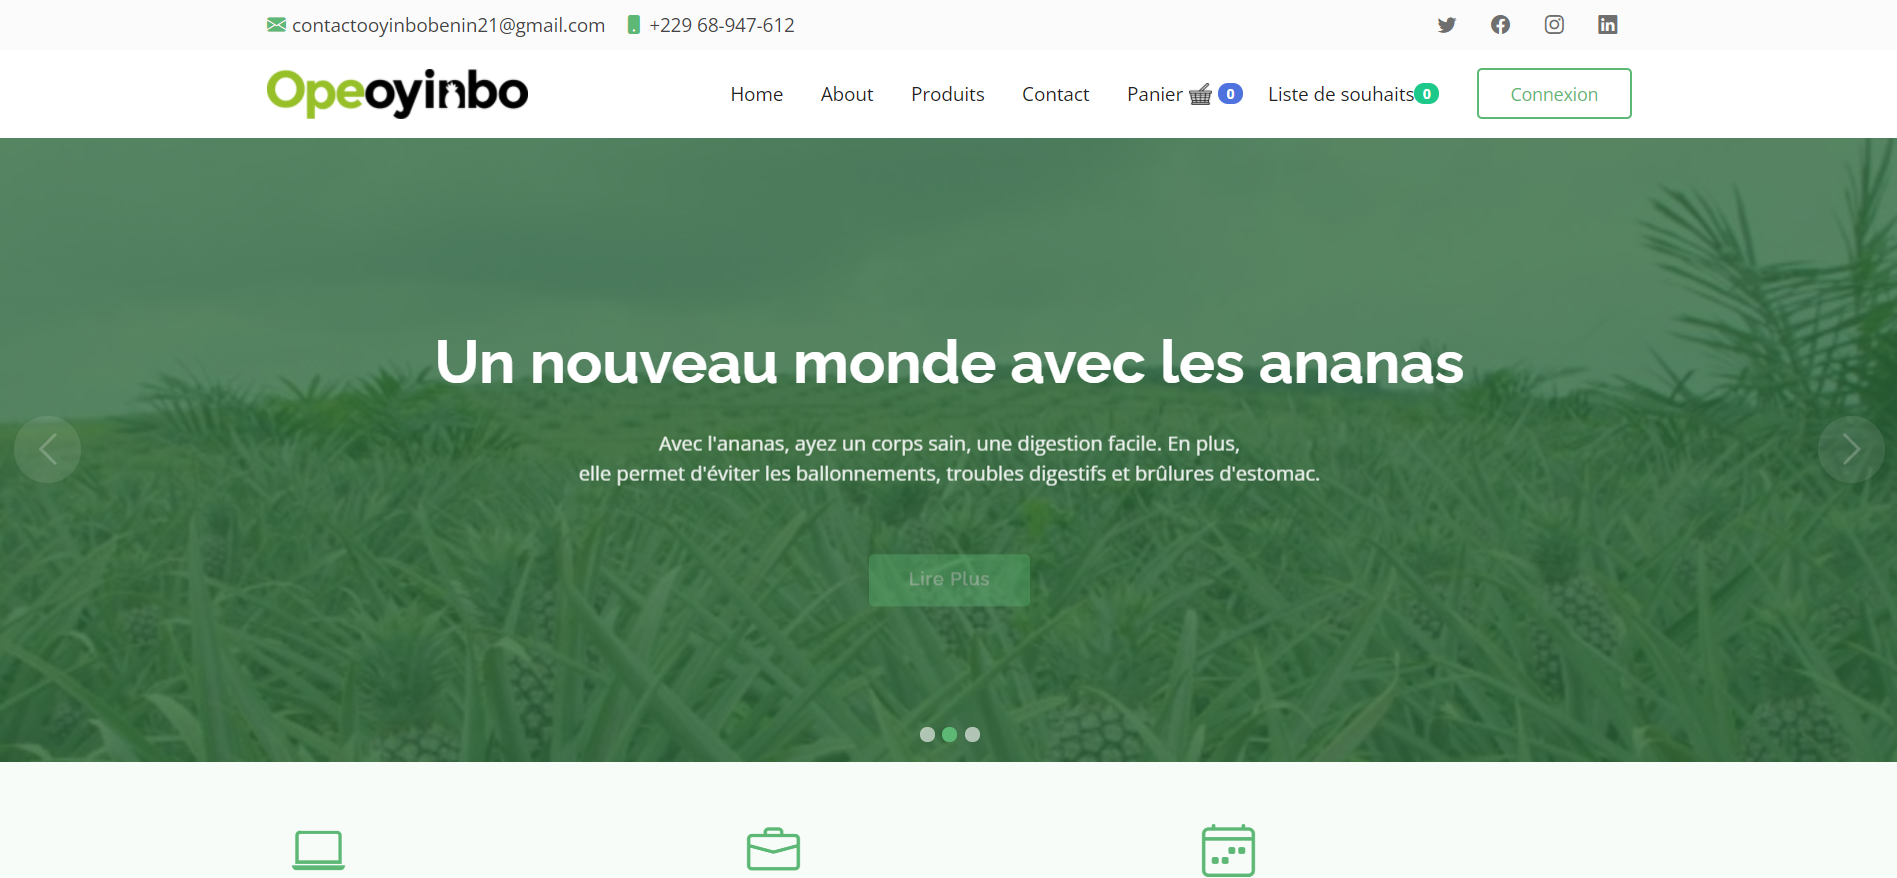 contactooyinbobenin21@gmail.com +229 68-947-612
Opeoyinbo
Home About Produits Contact Panier 0 Liste de souhaits 0 Connexion
Un nouveau monde avec les ananas
Avec l'ananas, ayez un corps sain, une digestion facile. En plus,
elle permet d'éviter les ballonnements, troubles digestifs et brûlures d'estomac.
Lire Plus